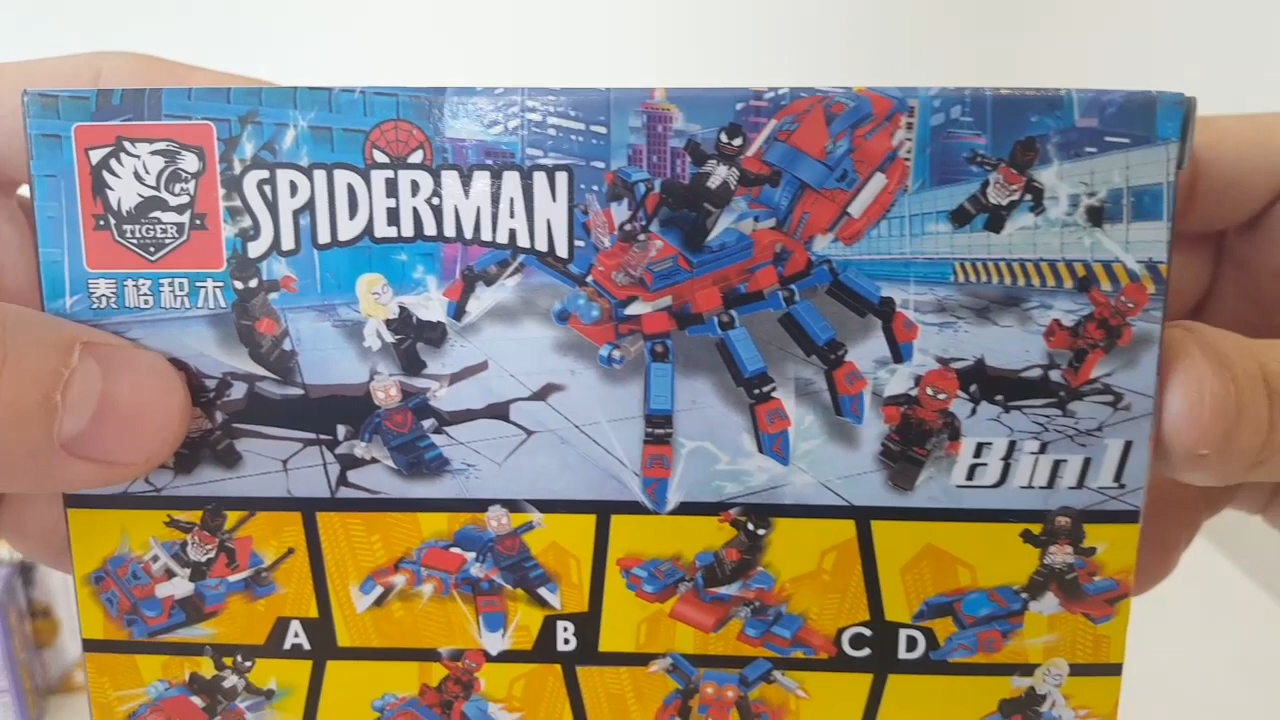 TIGER
泰格积木
SPIDER-MAN
8in1
A
B
C
D